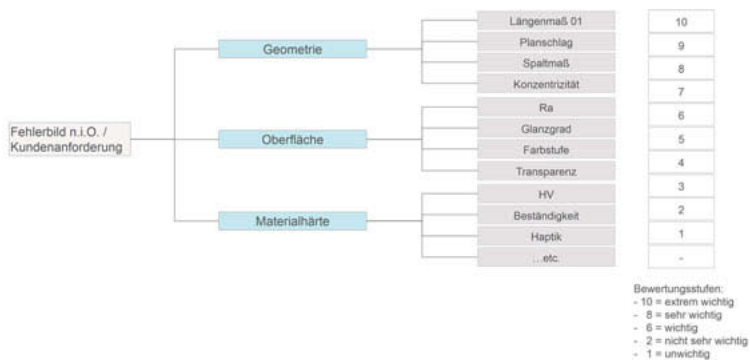 Fehlerbild n.i.O. /
Kundenanforderung
Geometrie
Oberfläche
Materialhärte
Längenmaß 01
Planschlag
Spaltmaß
Konzentrizität
Ra
Glanzgrad
Farbstufe
Transparenz
HV
Beständigkeit
Haptik
...etc.
10
9
8
7
6
5
4
3
2
1
-
Bewertungsstufen:
- 10 = extrem wichtig
- 8 = sehr wichtig
- 6 = wichtig
- 2 = nicht sehr wichtig
- 1 = unwichtig